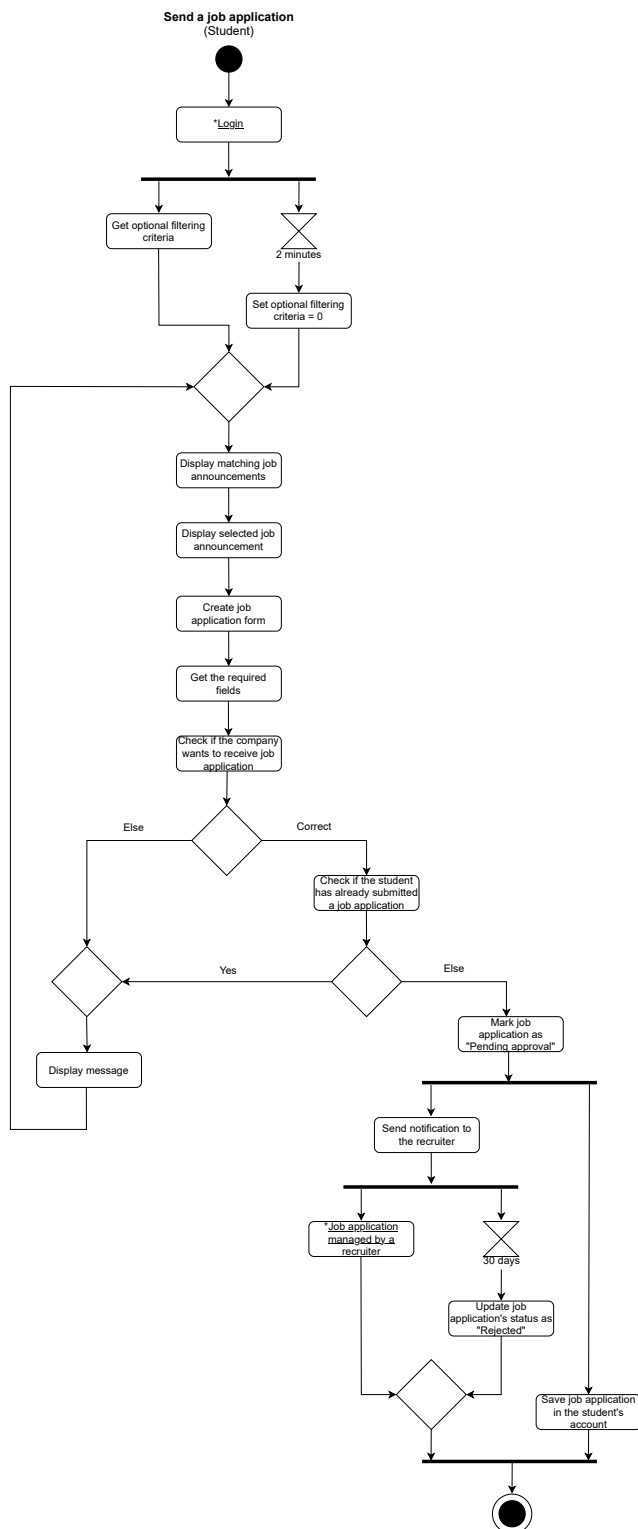 Send a job application
(Student)
*Login
Get optional filtering
criteria
2 minutes
Set optional filtering
criteria = 0
Display matching job
announcements
Display selected job
announcement
Create job
application form
Get the required
fields
Check if the company
wants to receive job
application
Else
Correct
Check if the student
has already submitted
a job application
Yes
Else
Mark job
application as
"Pending approval"
Display message
Send notification to
the recruiter
*Job application
managed by a
recruiter
30 days
Update job
application's status as
"Rejected"
Save job application
in the student's
account